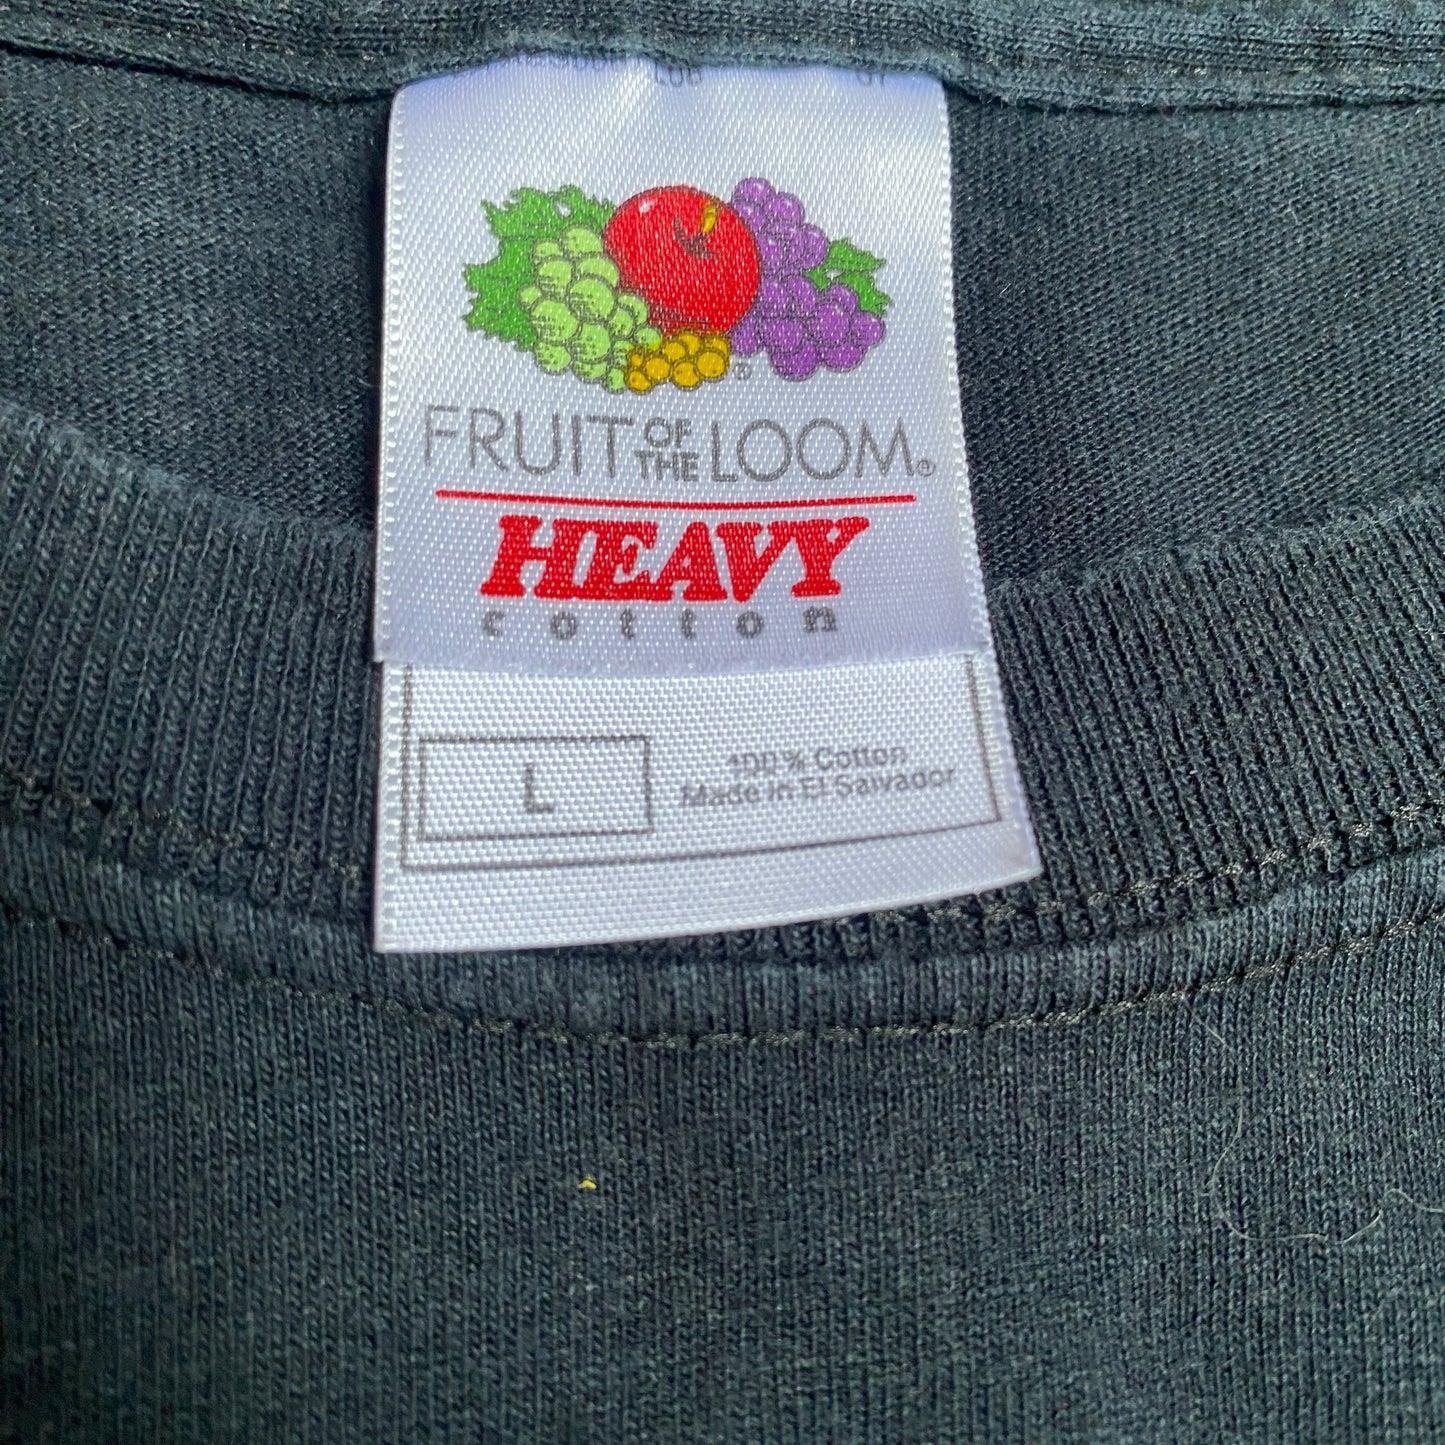 ®
FRUIT OF THE LOOM®
HEAVY
cotton
L
100% Cotton
Made in El Salvador